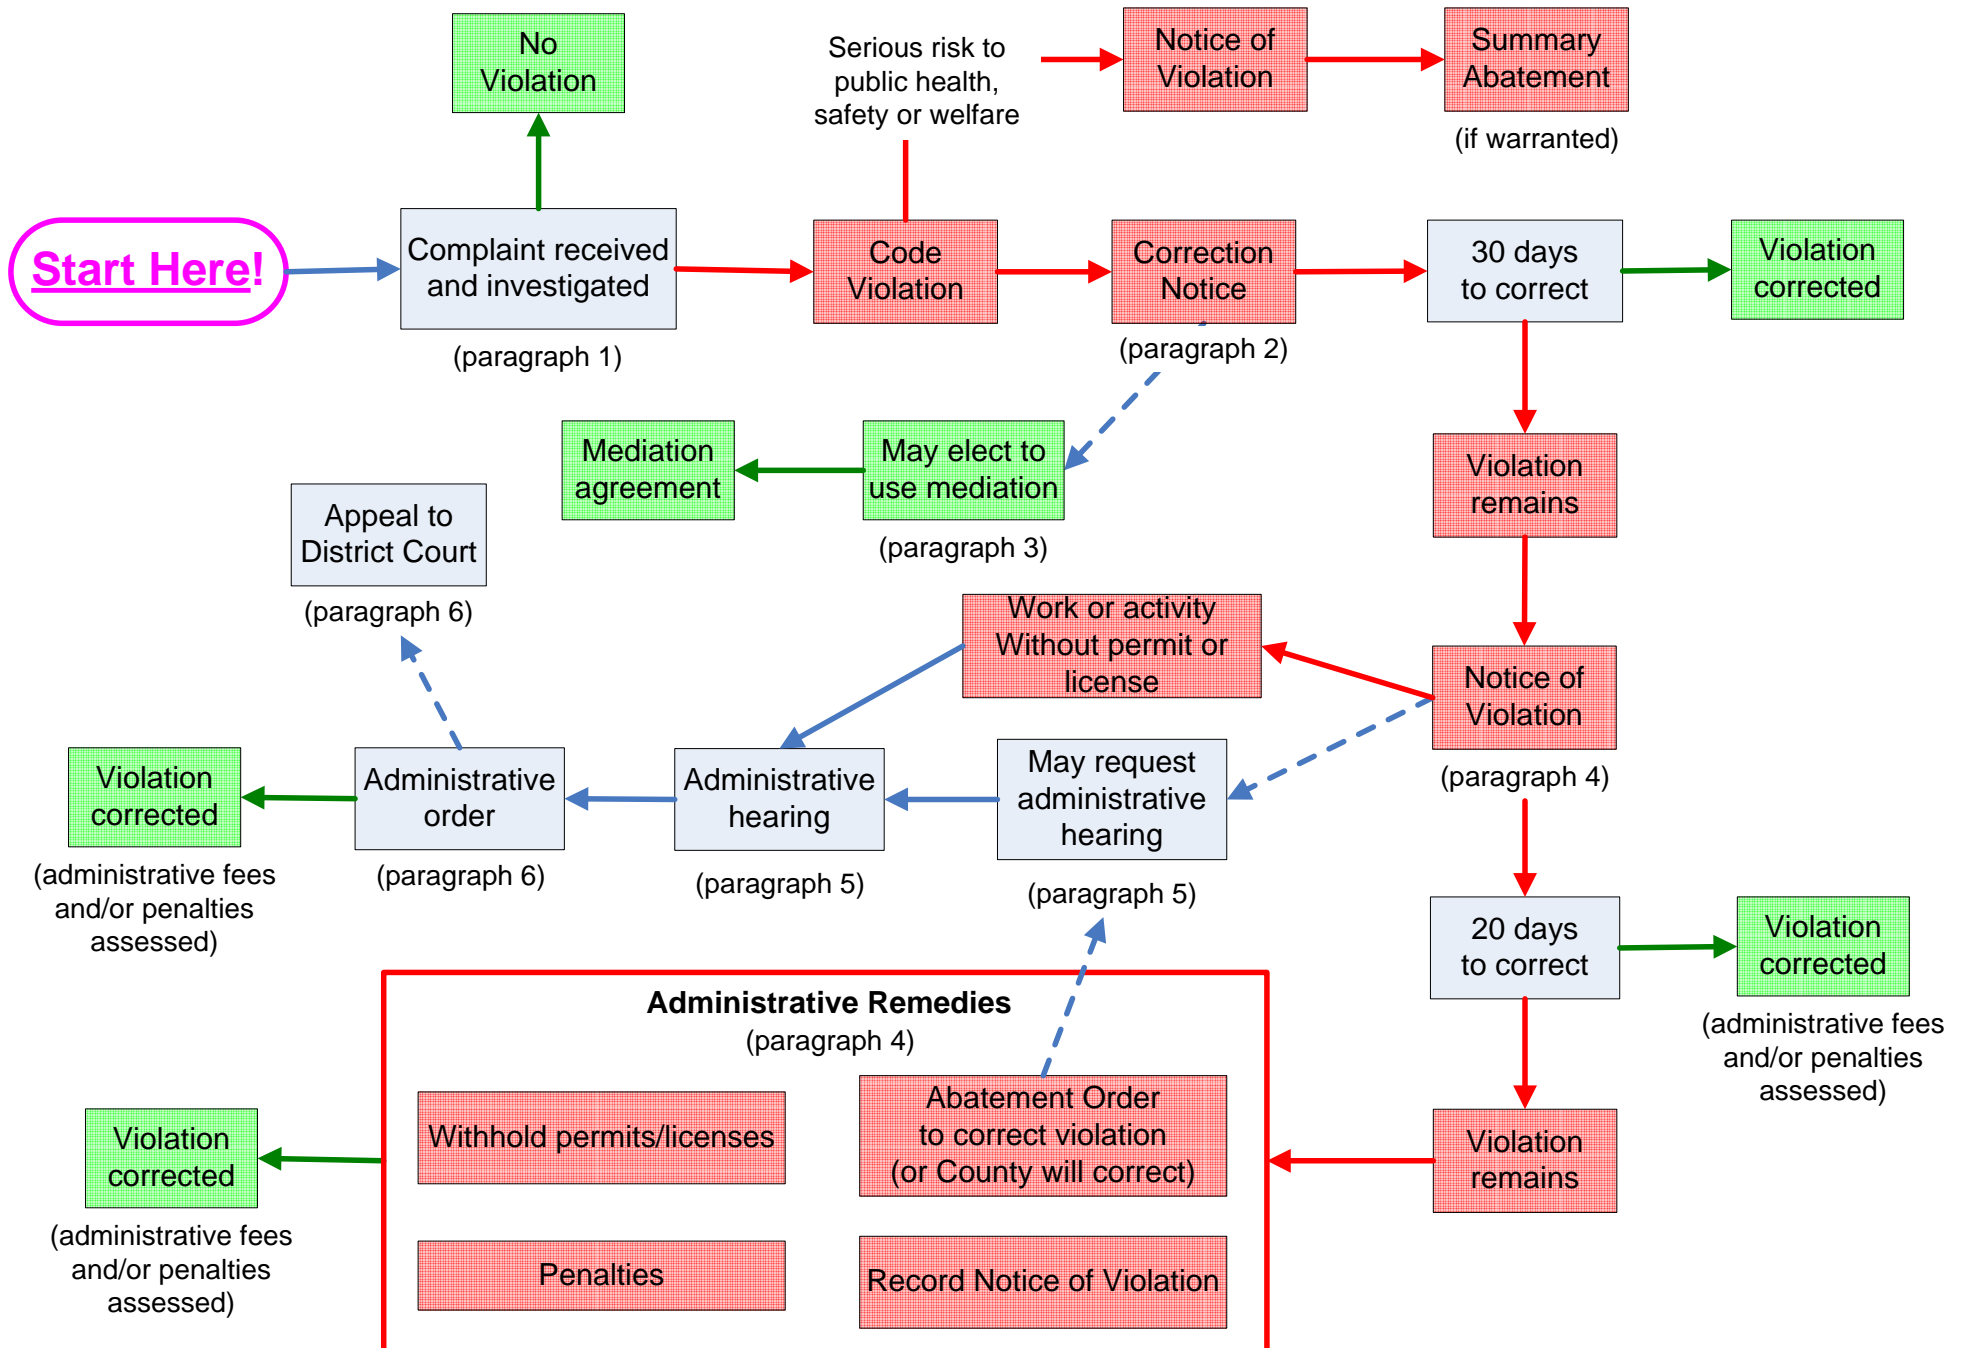 No
Violation
Serious risk to
public health,
safety or welfare
Notice of
Violation
Summary
Abatement
(if warranted)
Start Here!
Complaint received
and investigated
(paragraph 1)
Code
Violation
Correction
Notice
(paragraph 2)
30 days
to correct
Violation
corrected
Mediation
agreement
May elect to
use mediation
(paragraph 3)
Violation
remains
Appeal to
District Court
(paragraph 6)
Work or activity
Without permit or
license
Notice of
Violation
(paragraph 4)
Violation
corrected
(administrative fees
and/or penalties
assessed)
Administrative
order
(paragraph 6)
Administrative
hearing
(paragraph 5)
May request
administrative
hearing
(paragraph 5)
20 days
to correct
Violation
corrected
(administrative fees
and/or penalties
assessed)
Administrative Remedies
(paragraph 4)
Withhold permits/licenses
Abatement Order
to correct violation
(or County will correct)
Penalties
Record Notice of Violation
Violation
remains
Violation
corrected
(administrative fees
and/or penalties
assessed)